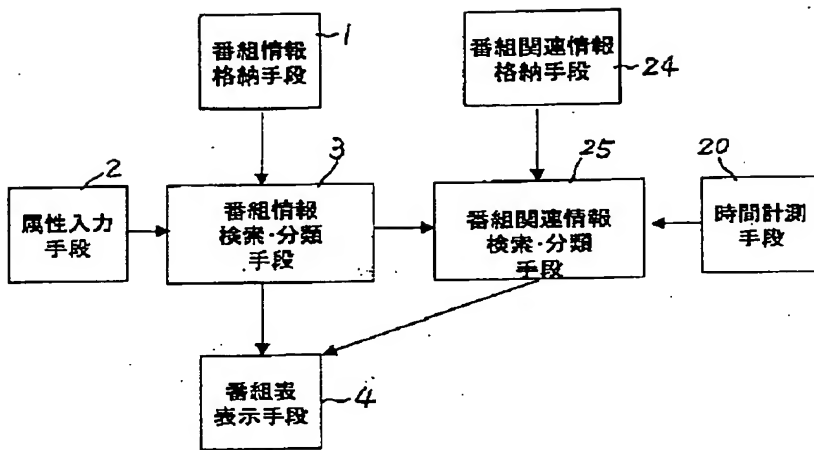 番組情報
格納手段
1
番組関連情報
格納手段
24
属性入力
手段
2
番組情報
検索・分類
手段
3
番組関連情報
検索・分類
手段
25
時間計測
手段
20
番組表
表示手段
4